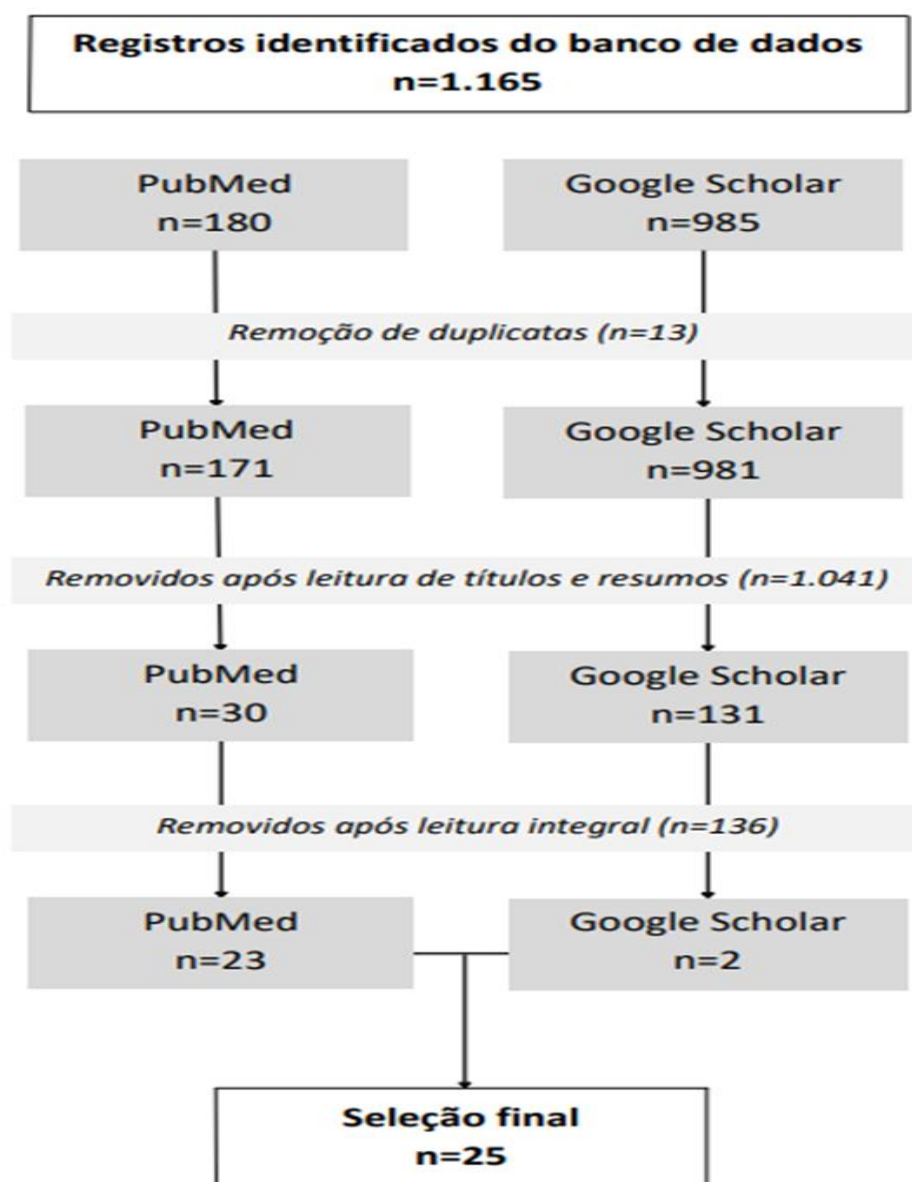 Registros identificados do banco de dados
n=1.165
PubMed
n=180
Google Scholar
n=985
Remoção de duplicatas (n=13)
PubMed
n=171
Google Scholar
n=981
Removidos após leitura de títulos e resumos (n=1.041)
PubMed
n=30
Google Scholar
n=131
Removidos após leitura integral (n=136)
PubMed
n=23
Google Scholar
n=2
Seleção final
n=25